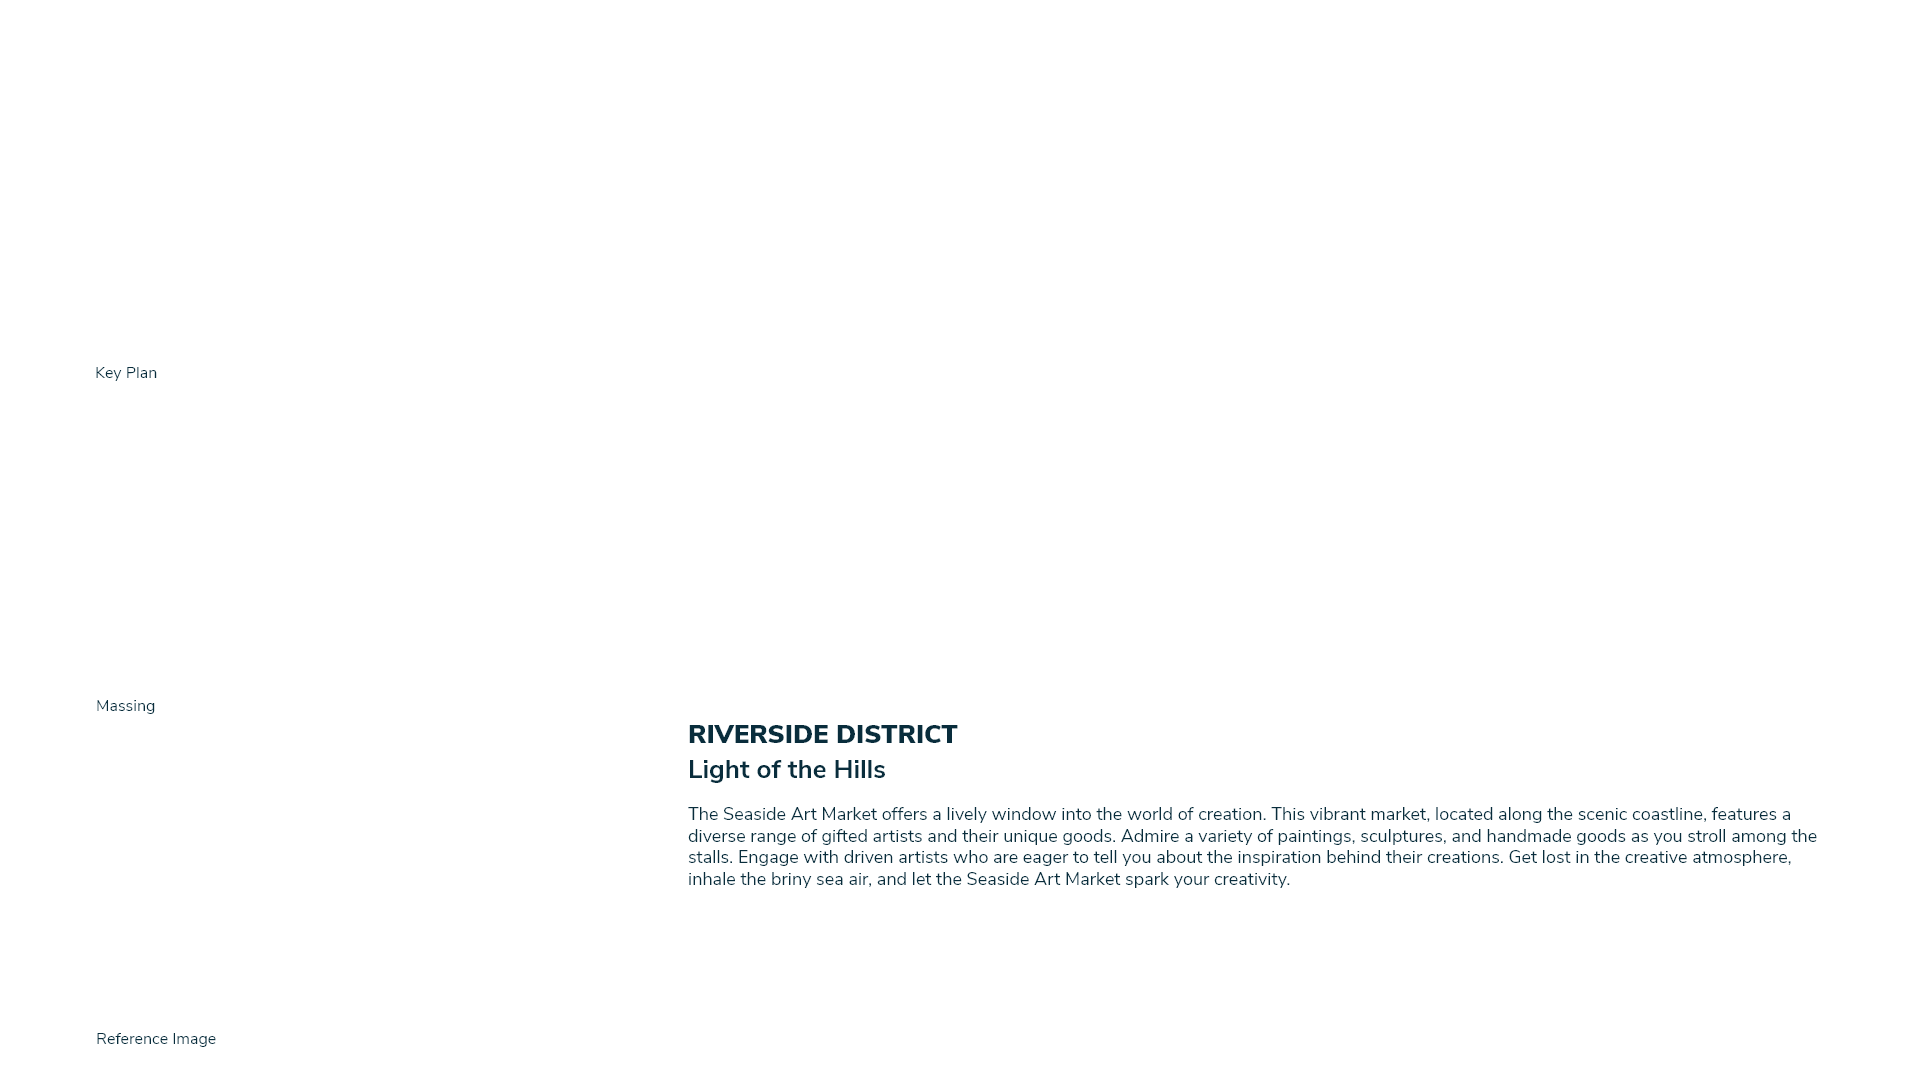 Key Plan
Massing
RIVERSIDE DISTRICT
Light of the Hills
The Seaside Art Market offers a lively window into the world of creation. This vibrant market, located along the scenic coastline, features a
diverse range of gifted artists and their unique goods. Admire a variety of paintings, sculptures, and handmade goods as you stroll among the
stalls. Engage with driven artists who are eager to tell you about the inspiration behind their creations. Get lost in the creative atmosphere,
inhale the briny sea air, and let the Seaside Art Market spark your creativity.
Reference Image